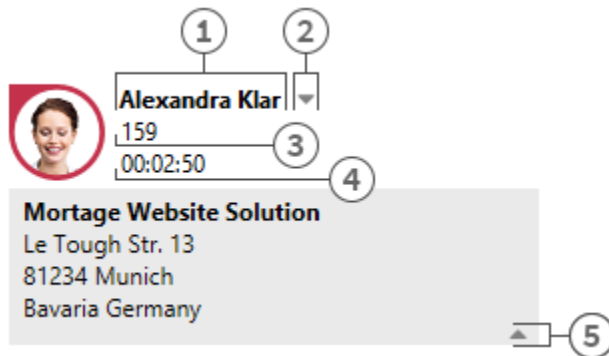 1 2
Alexandra Klar
159
3
00:02:50
4
Mortage Website Solution
Le Tough Str. 13
81234 Munich
Bavaria Germany
5